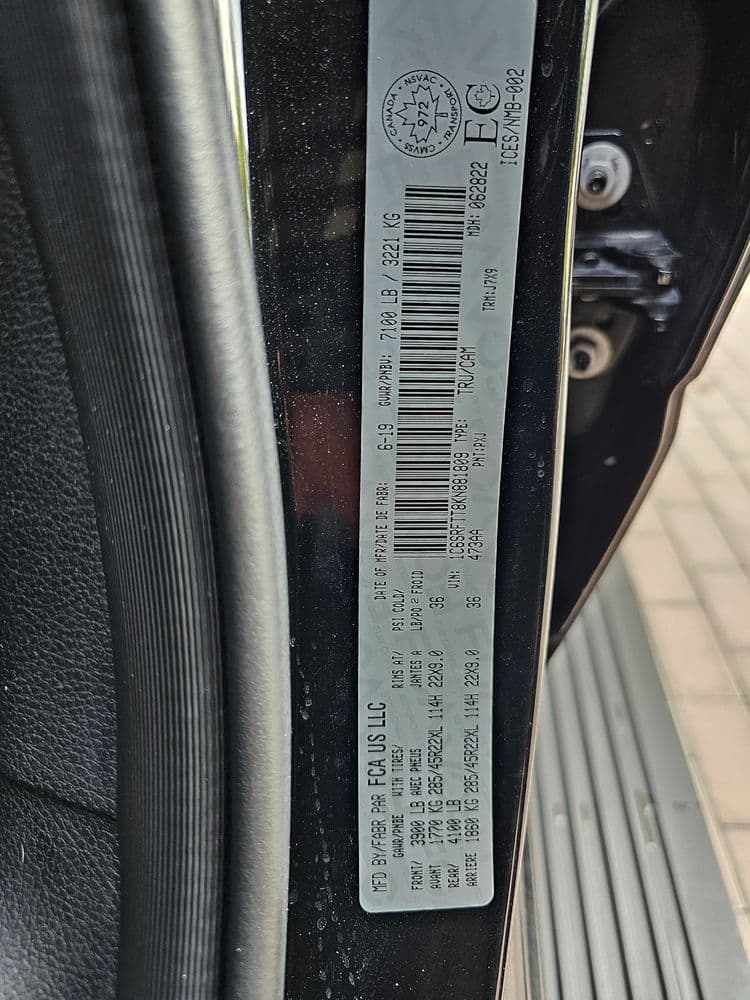 MFD BY/FABR PAR FCA US LLC DATE OF MFR/DATE DE FABR: 6-19 GVWR/PNBV: 7100 LB / 3221 KG
GAWR/PNBE WITH TIRES/ RIMS AT/ PSI COLD/
AVEC PNEUS JANTES A LB/PO2 FROID
FRONT/ 3900 LB
AVANT 1770 KG 285/45R22XL 114H 22X9.0 36
REAR/ 4100 LB
ARRIERE 1860 KG 285/45R22XL 114H 22X9.0 36
VIN: 1C6SRFTT8KN881809 TYPE: TRU/CAM MDH: 062822
473AA PNT:PXJ TRM:J7X9
CANADA • NSVAC • TRANSPORT • CMVSS •
972
EC
ICES/NMB-002